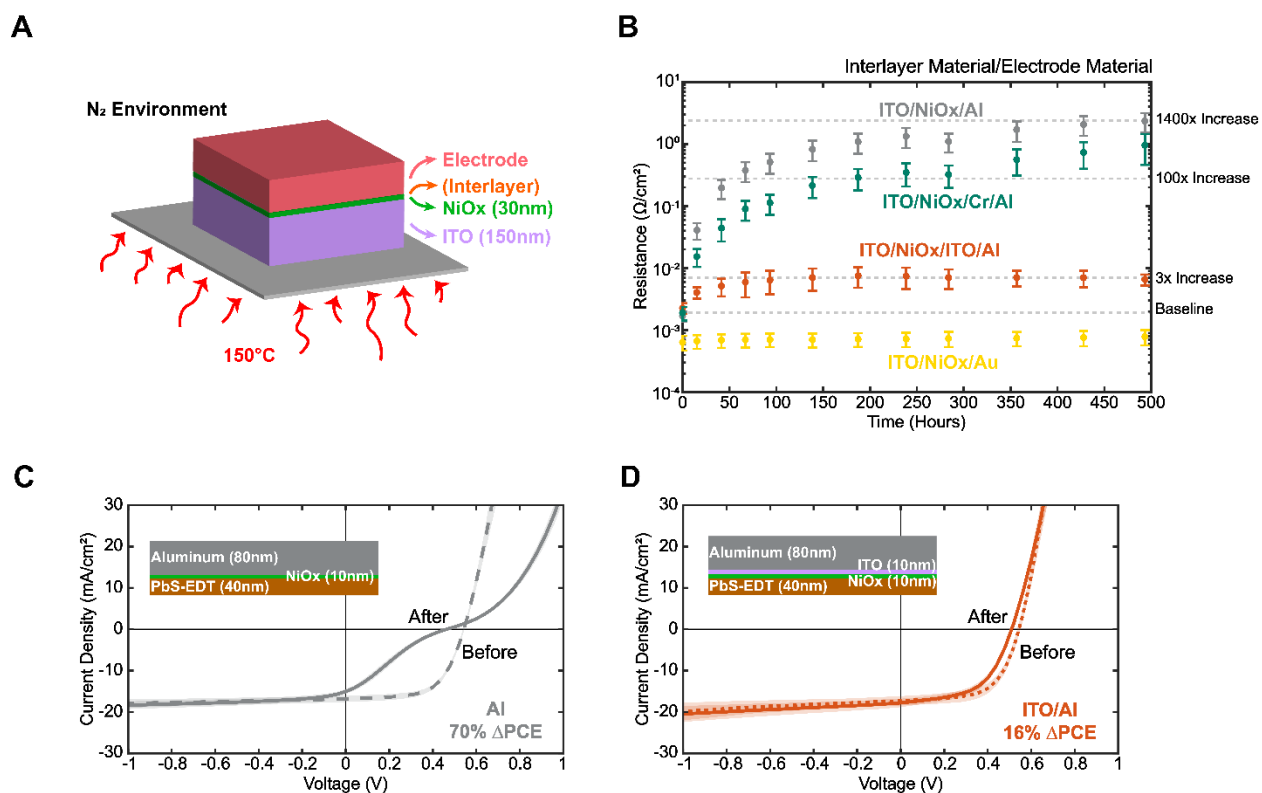 A
N₂ Environment
Electrode
(Interlayer)
NiOx (30nm)
ITO (150nm)
150°C
B
Interlayer Material/Electrode Material
Resistance (Ω/cm²)
10¹
10⁰
10⁻¹
10⁻²
10⁻³
10⁻⁴
ITO/NiOx/Al
ITO/NiOx/Cr/Al
ITO/NiOx/ITO/Al
ITO/NiOx/Au
1400x Increase
100x Increase
3x Increase
Baseline
0 50 100 150 200 250 300 350 400 450 500
Time (Hours)
C
Current Density (mA/cm²)
30
20
10
0
-10
-20
-30
Aluminum (80nm)
NiOx (10nm)
PbS-EDT (40nm)
After
Before
Al
70% ΔPCE
-1 -0.8 -0.6 -0.4 -0.2 0 0.2 0.4 0.6 0.8 1
Voltage (V)
D
Current Density (mA/cm²)
30
20
10
0
-10
-20
-30
Aluminum (80nm)
ITO (10nm)
NiOx (10nm)
PbS-EDT (40nm)
After
Before
ITO/Al
16% ΔPCE
-1 -0.8 -0.6 -0.4 -0.2 0 0.2 0.4 0.6 0.8 1
Voltage (V)